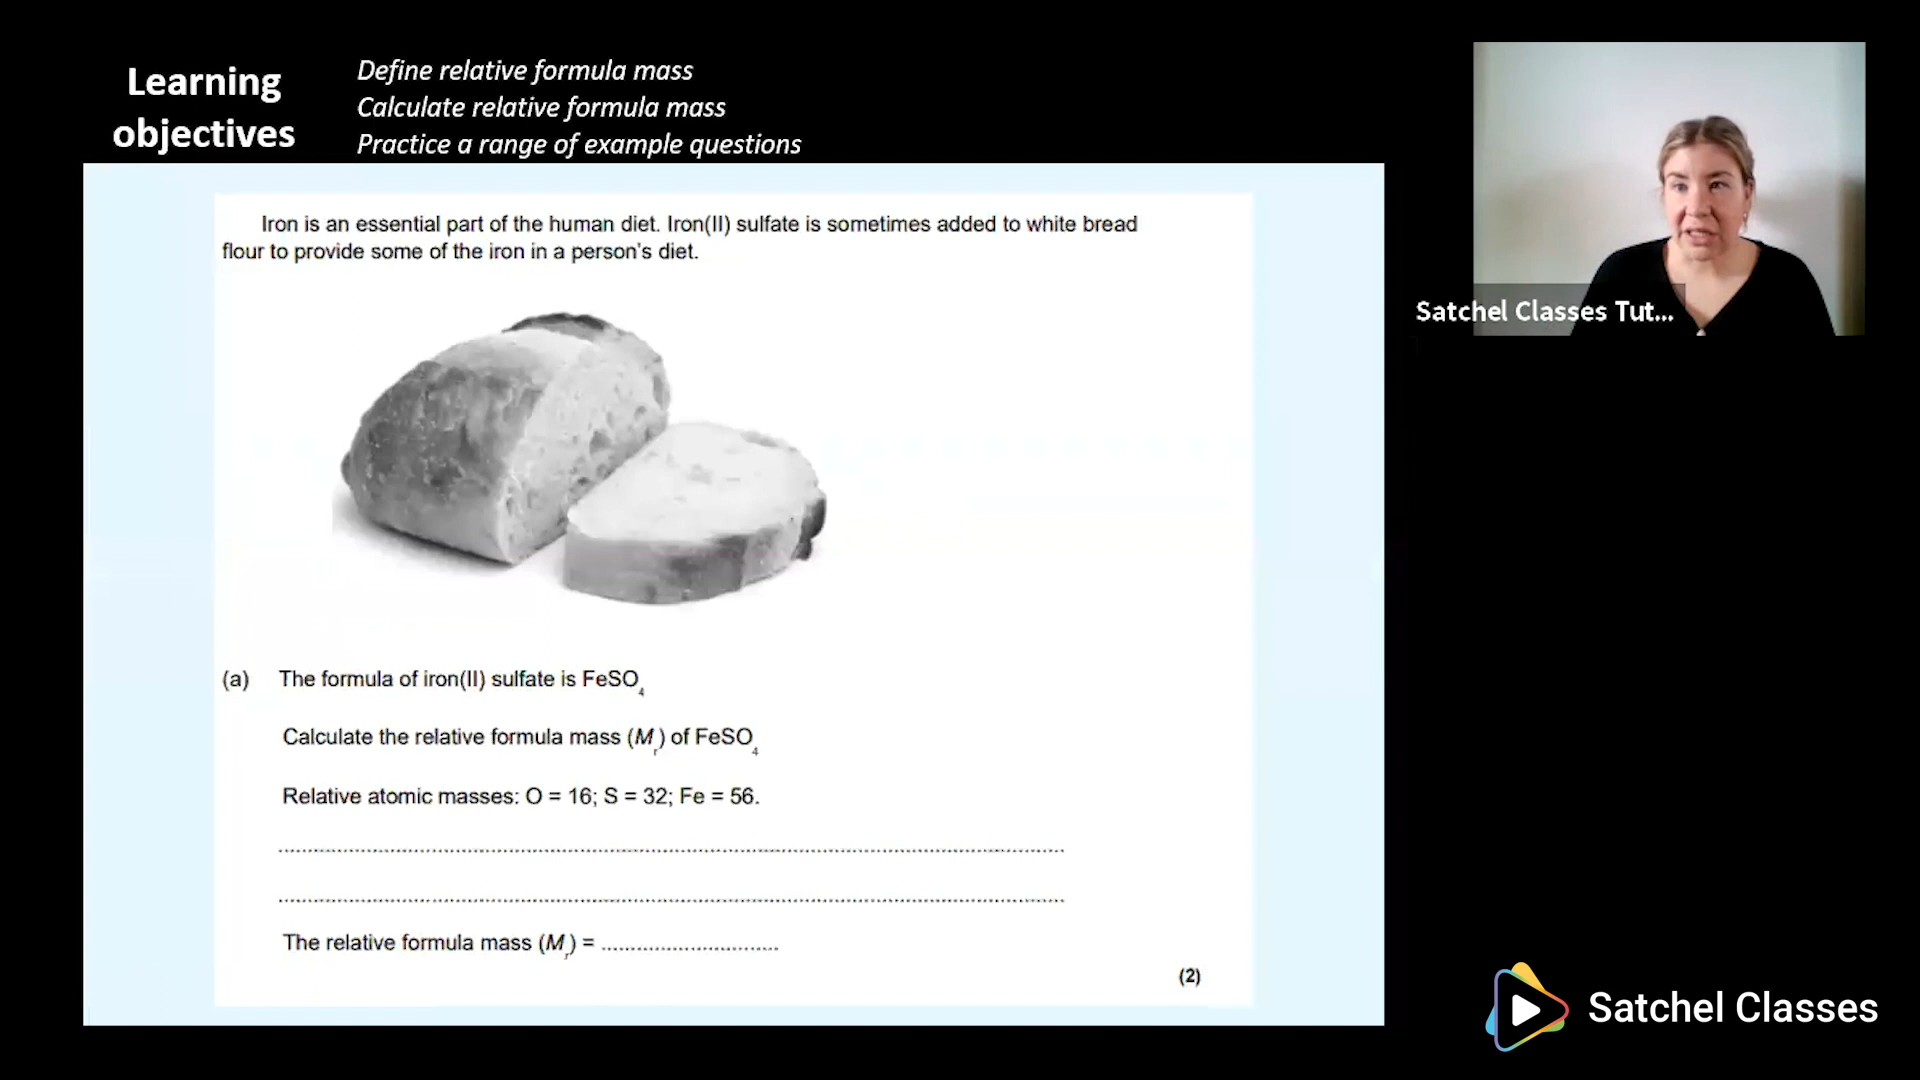 Learning
objectives
Define relative formula mass
Calculate relative formula mass
Practice a range of example questions
Iron is an essential part of the human diet. Iron(II) sulfate is sometimes added to white bread
flour to provide some of the iron in a person's diet.
(a) The formula of iron(II) sulfate is FeSO4
Calculate the relative formula mass (Mr) of FeSO4
Relative atomic masses: O = 16; S = 32; Fe = 56.
The relative formula mass (Mr) = ..............................
(2)
Satchel Classes Tut...
Satchel Classes